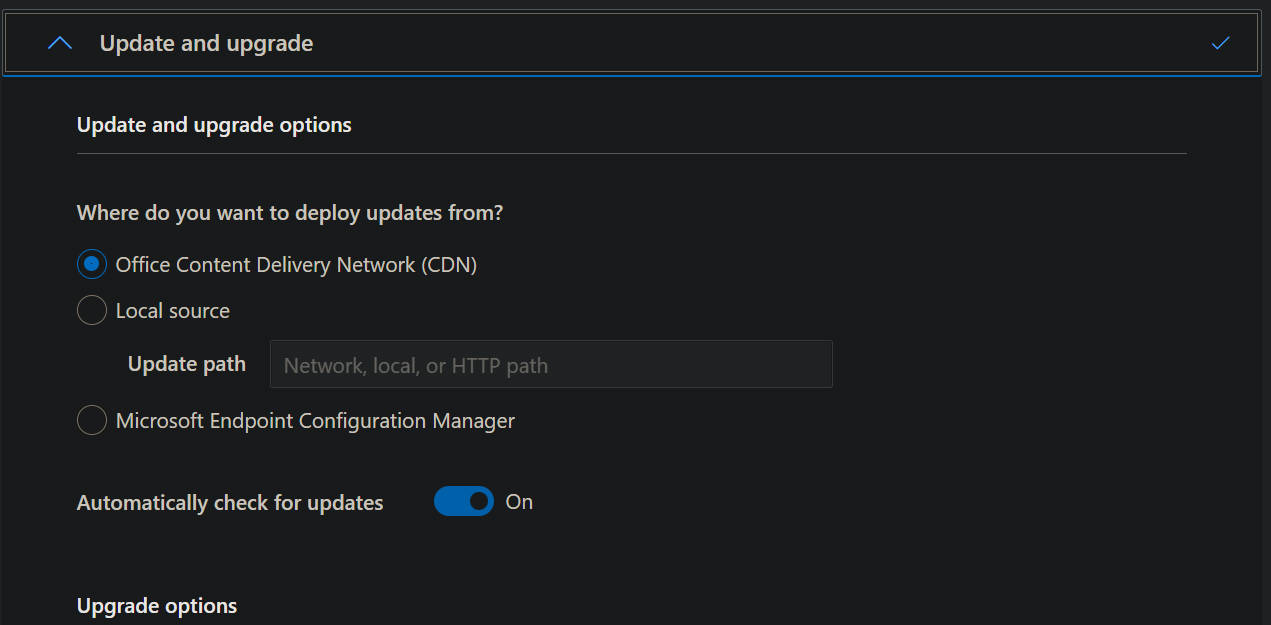 Update and upgrade
Update and upgrade options
Where do you want to deploy updates from?
Office Content Delivery Network (CDN)
Local source
Update path
Network, local, or HTTP path
Microsoft Endpoint Configuration Manager
Automatically check for updates
On
Upgrade options